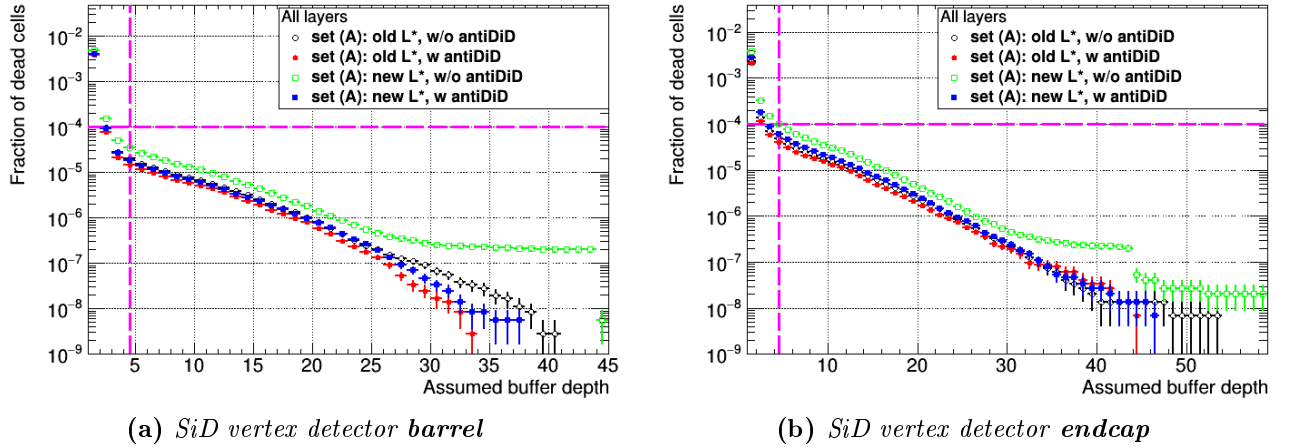 Fraction of dead cells
10⁻²
10⁻³
10⁻⁴
10⁻⁵
10⁻⁶
10⁻⁷
10⁻⁸
10⁻⁹
All layers
set (A): old L*, w/o antiDiD
set (A): old L*, w antiDiD
set (A): new L*, w/o antiDiD
set (A): new L*, w antiDiD
5 10 15 20 25 30 35 40 45
Assumed buffer depth
(a) SiD vertex detector barrel
Fraction of dead cells
10⁻²
10⁻³
10⁻⁴
10⁻⁵
10⁻⁶
10⁻⁷
10⁻⁸
10⁻⁹
All layers
set (A): old L*, w/o antiDiD
set (A): old L*, w antiDiD
set (A): new L*, w/o antiDiD
set (A): new L*, w antiDiD
10 20 30 40 50
Assumed buffer depth
(b) SiD vertex detector endcap